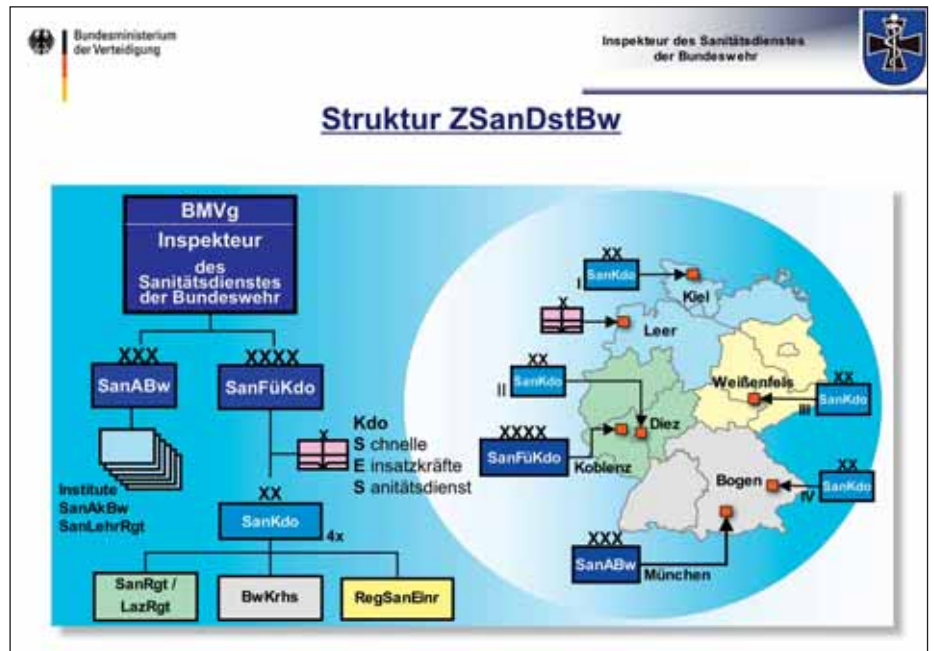 Bundesministerium
der Verteidigung
Inspekteur des Sanitätsdienstes
der Bundeswehr
Struktur ZSanDstBw
BMVg
Inspekteur
des
Sanitätsdienstes
der Bundeswehr
XXX
SanABw
XXXX
SanFüKdo
Institute
SanAkBw
SanLehrRgt
X
Kdo
S chnelle
E insatzkräfte
S anitätsdienst
XX
SanKdo
4x
SanRgt /
LazRgt
BwKrhs
RegSanEinr
XX
I SanKdo
Kiel
X
Leer
XX
II SanKdo
Diez
XXXX
SanFüKdo
Koblenz
Weißenfels
XX
III SanKdo
Bogen
XX
IV SanKdo
XXX
SanABw
München